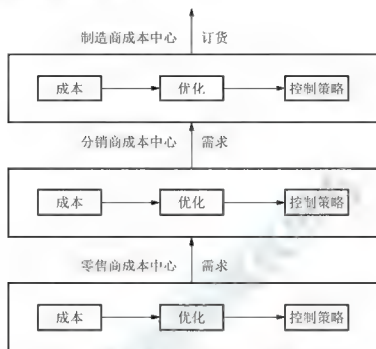 制造商成本中心 订货
成本 优化 控制策略
分销商成本中心 需求
成本 优化 控制策略
零售商成本中心 需求
成本 优化 控制策略